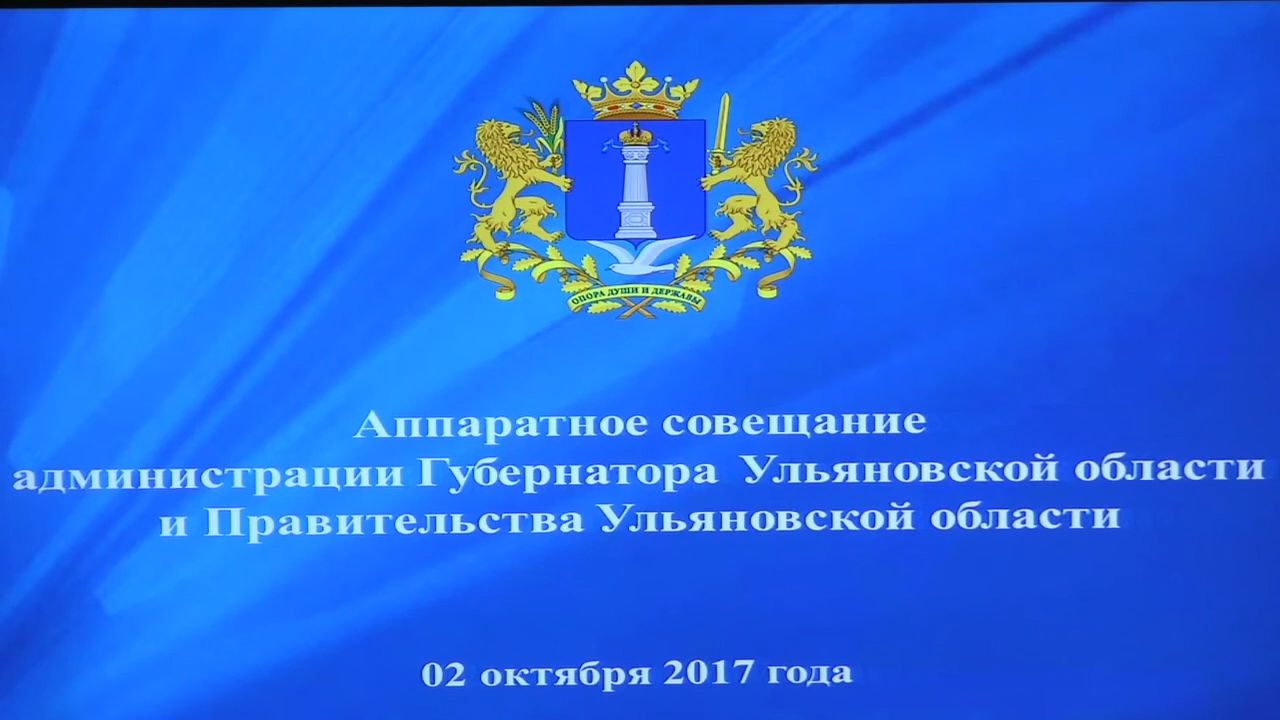 ОПОРА ДУШИ И ДЕРЖАВЫ
Аппаратное совещание
администрации Губернатора Ульяновской области
и Правительства Ульяновской области
02 октября 2017 года